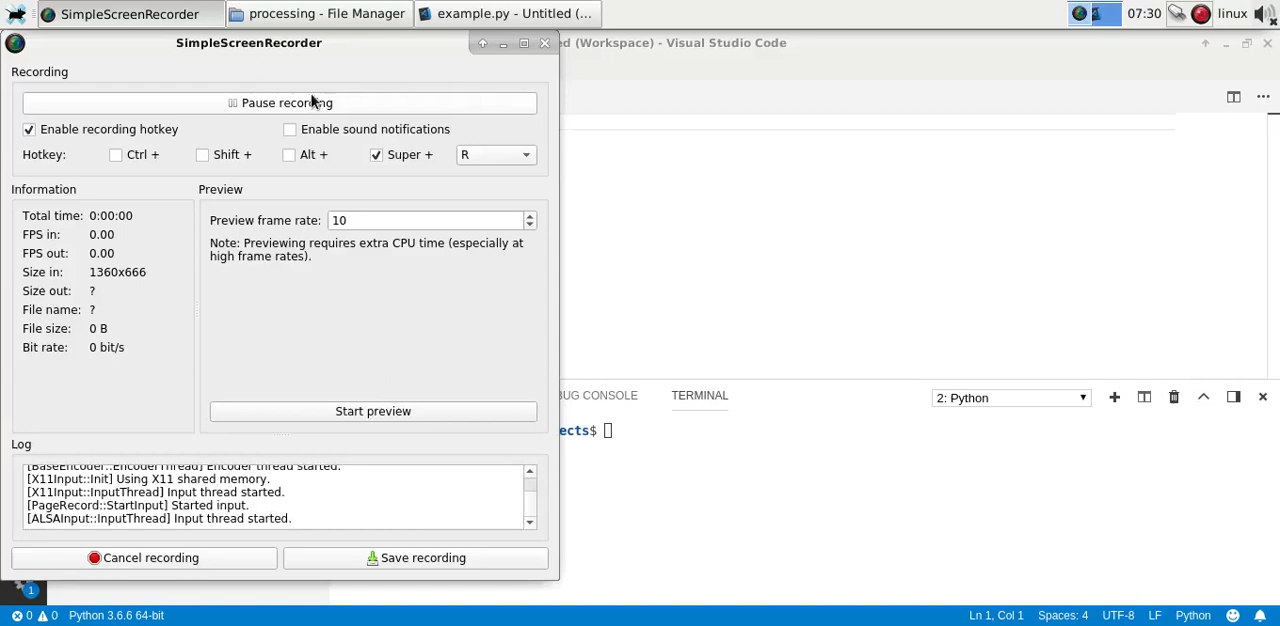 SimpleScreenRecorder
processing - File Manager
example.py - Untitled (...
07:30
linux
SimpleScreenRecorder
d (Workspace) - Visual Studio Code
Recording
Pause recording
Enable recording hotkey
Enable sound notifications
Hotkey:
Ctrl +
Shift +
Alt +
Super +
R
Information
Preview
Total time: 0:00:00
FPS in: 0.00
FPS out: 0.00
Size in: 1360x666
Size out: ?
File name: ?
File size: 0 B
Bit rate: 0 bit/s
Preview frame rate: 10
Note: Previewing requires extra CPU time (especially at
high frame rates).
Start preview
BUG CONSOLE
TERMINAL
2: Python
ects$
Log
[BaseEncoder::EncoderThread] Encoder thread started.
[X11Input::Init] Using X11 shared memory.
[X11Input::InputThread] Input thread started.
[PageRecord::StartInput] Started input.
[ALSAInput::InputThread] Input thread started.
Cancel recording
Save recording
1
0
0
Python 3.6.6 64-bit
Ln 1, Col 1
Spaces: 4
UTF-8
LF
Python